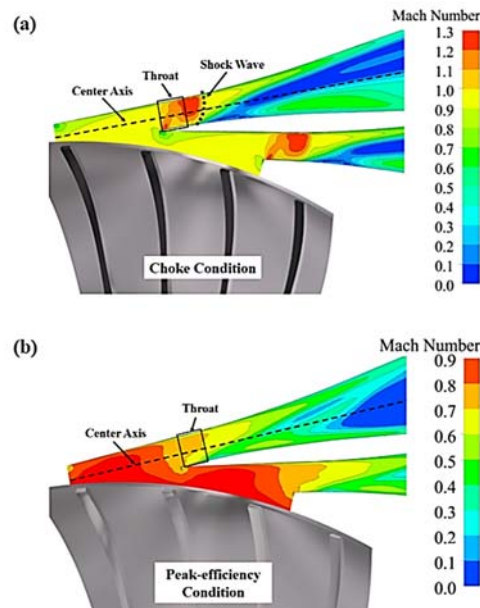 (a)
Mach Number
1.3
1.2
1.1
1.0
0.9
0.8
0.7
0.6
0.5
0.4
0.3
0.2
0.1
0.0
Shock Wave
Throat
Center Axis
Choke Condition
(b)
Mach Number
0.9
0.8
0.7
0.6
0.5
0.4
0.3
0.2
0.1
0.0
Throat
Center Axis
Peak-efficiency
Condition